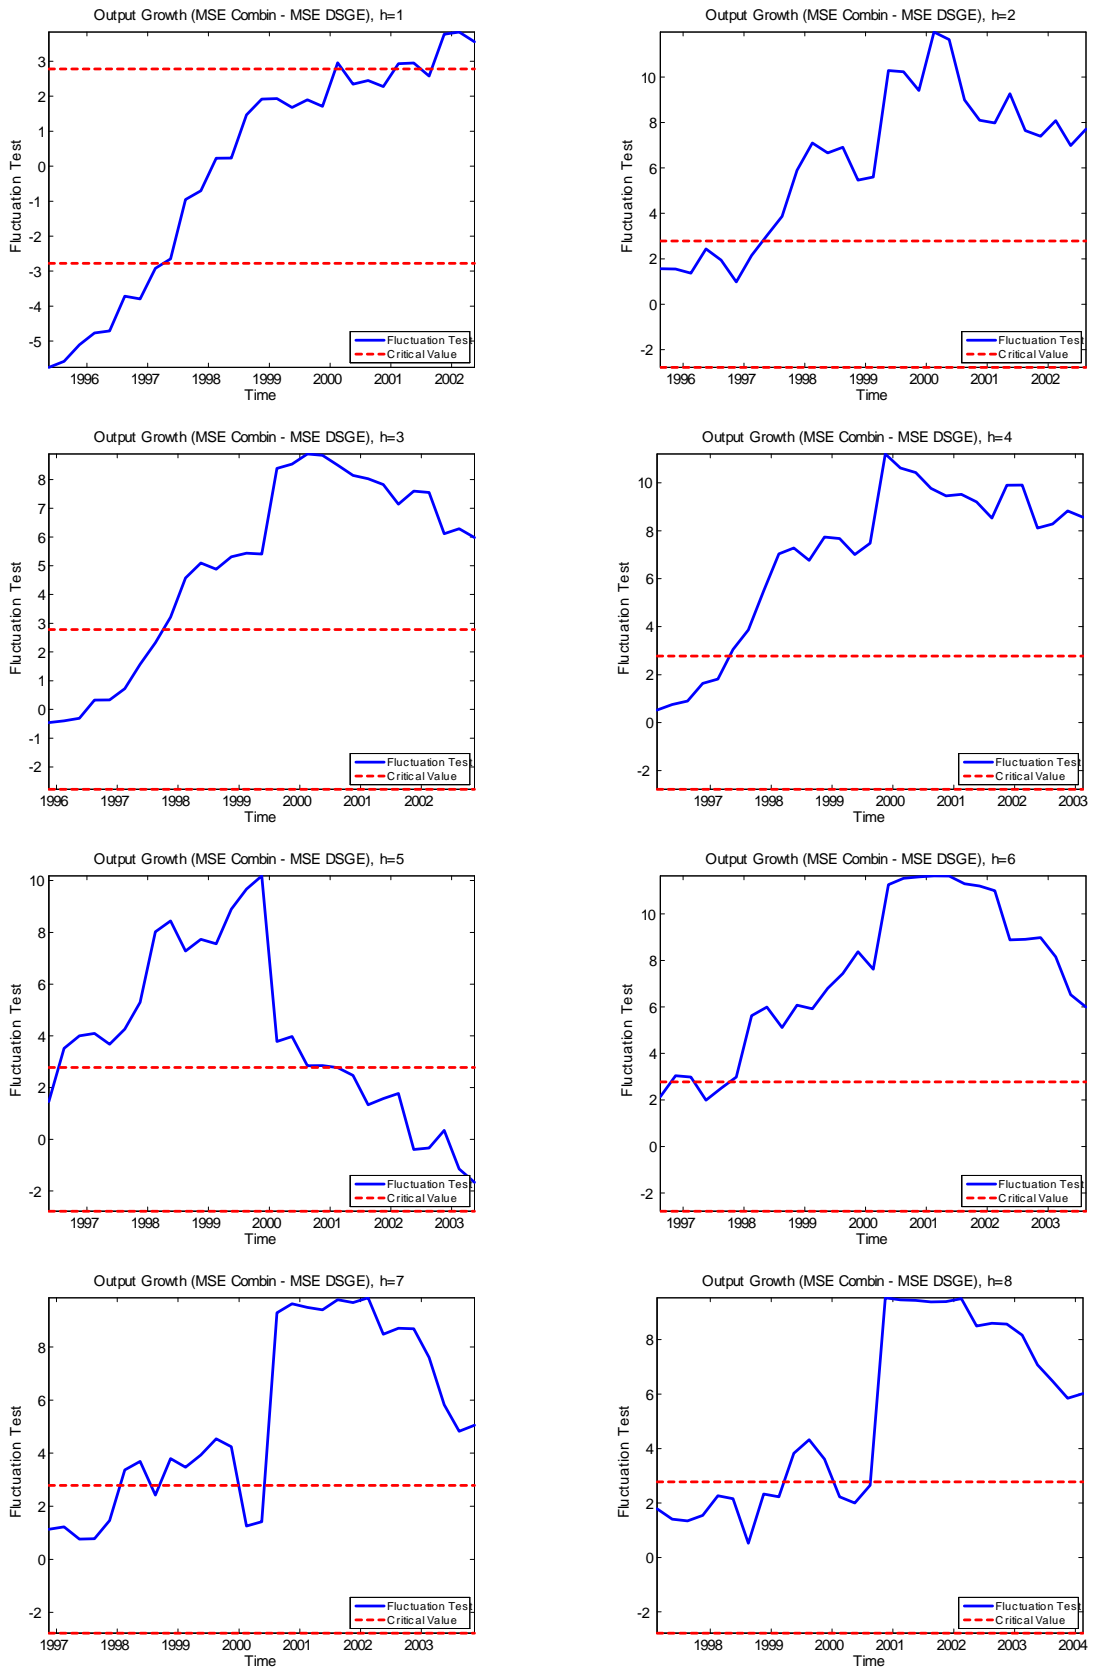 Output Growth (MSE Combin - MSE DSGE), h=1
3
2
1
0
-1
-2
-3
-4
-5
Fluctuation Test
Fluctuation Test
Critical Value
1996 1997 1998 1999 2000 2001 2002
Time
Output Growth (MSE Combin - MSE DSGE), h=2
10
8
6
4
2
0
-2
Fluctuation Test
Fluctuation Test
Critical Value
1996 1997 1998 1999 2000 2001 2002
Time
Output Growth (MSE Combin - MSE DSGE), h=3
8
7
6
5
4
3
2
1
0
-1
-2
Fluctuation Test
Fluctuation Test
Critical Value
1996 1997 1998 1999 2000 2001 2002
Time
Output Growth (MSE Combin - MSE DSGE), h=4
10
8
6
4
2
0
-2
Fluctuation Test
Fluctuation Test
Critical Value
1997 1998 1999 2000 2001 2002 2003
Time
Output Growth (MSE Combin - MSE DSGE), h=5
10
8
6
4
2
0
-2
Fluctuation Test
Fluctuation Test
Critical Value
1997 1998 1999 2000 2001 2002 2003
Time
Output Growth (MSE Combin - MSE DSGE), h=6
10
8
6
4
2
0
-2
Fluctuation Test
Fluctuation Test
Critical Value
1997 1998 1999 2000 2001 2002 2003
Time
Output Growth (MSE Combin - MSE DSGE), h=7
8
6
4
2
0
-2
Fluctuation Test
Fluctuation Test
Critical Value
1997 1998 1999 2000 2001 2002 2003
Time
Output Growth (MSE Combin - MSE DSGE), h=8
8
6
4
2
0
-2
Fluctuation Test
Fluctuation Test
Critical Value
1998 1999 2000 2001 2002 2003 2004
Time